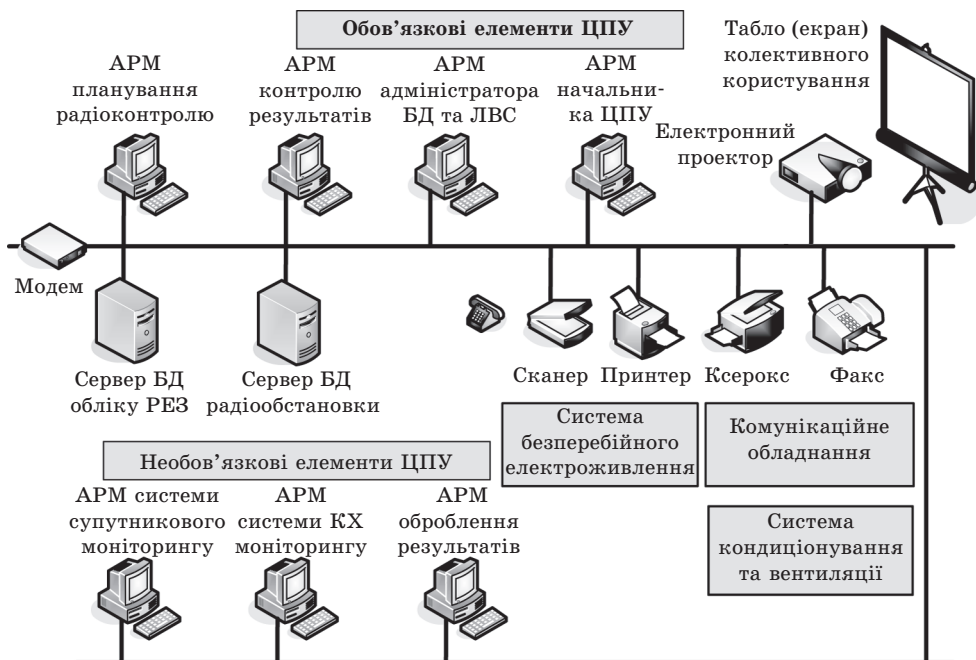 Обов’язкові елементи ЦПУ
АРМ
планування
радіоконтролю
АРМ
контролю
результатів
АРМ
адміністратора
БД та ЛВС
АРМ
начальни-
ка ЦПУ
Табло (екран)
колективного
користування
Електронний
проектор
Модем
Сервер БД
обліку РЕЗ
Сервер БД
радіообстановки
Сканер
Принтер
Ксерокс
Факс
Система
безперебійного
електроживлення
Комунікаційне
обладнання
Необов’язкові елементи ЦПУ
АРМ системи
супутникового
моніторингу
АРМ
системи КХ
моніторингу
АРМ
оброблення
результатів
Система
кондиціонування
та вентиляції